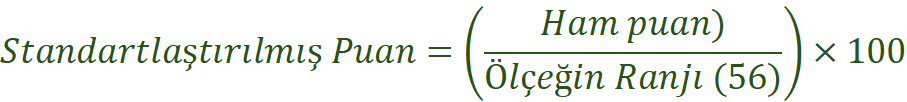 Standartlaştırılmış Puan = (Ham puan) / Ölçeğin Ranjı (56)) × 100